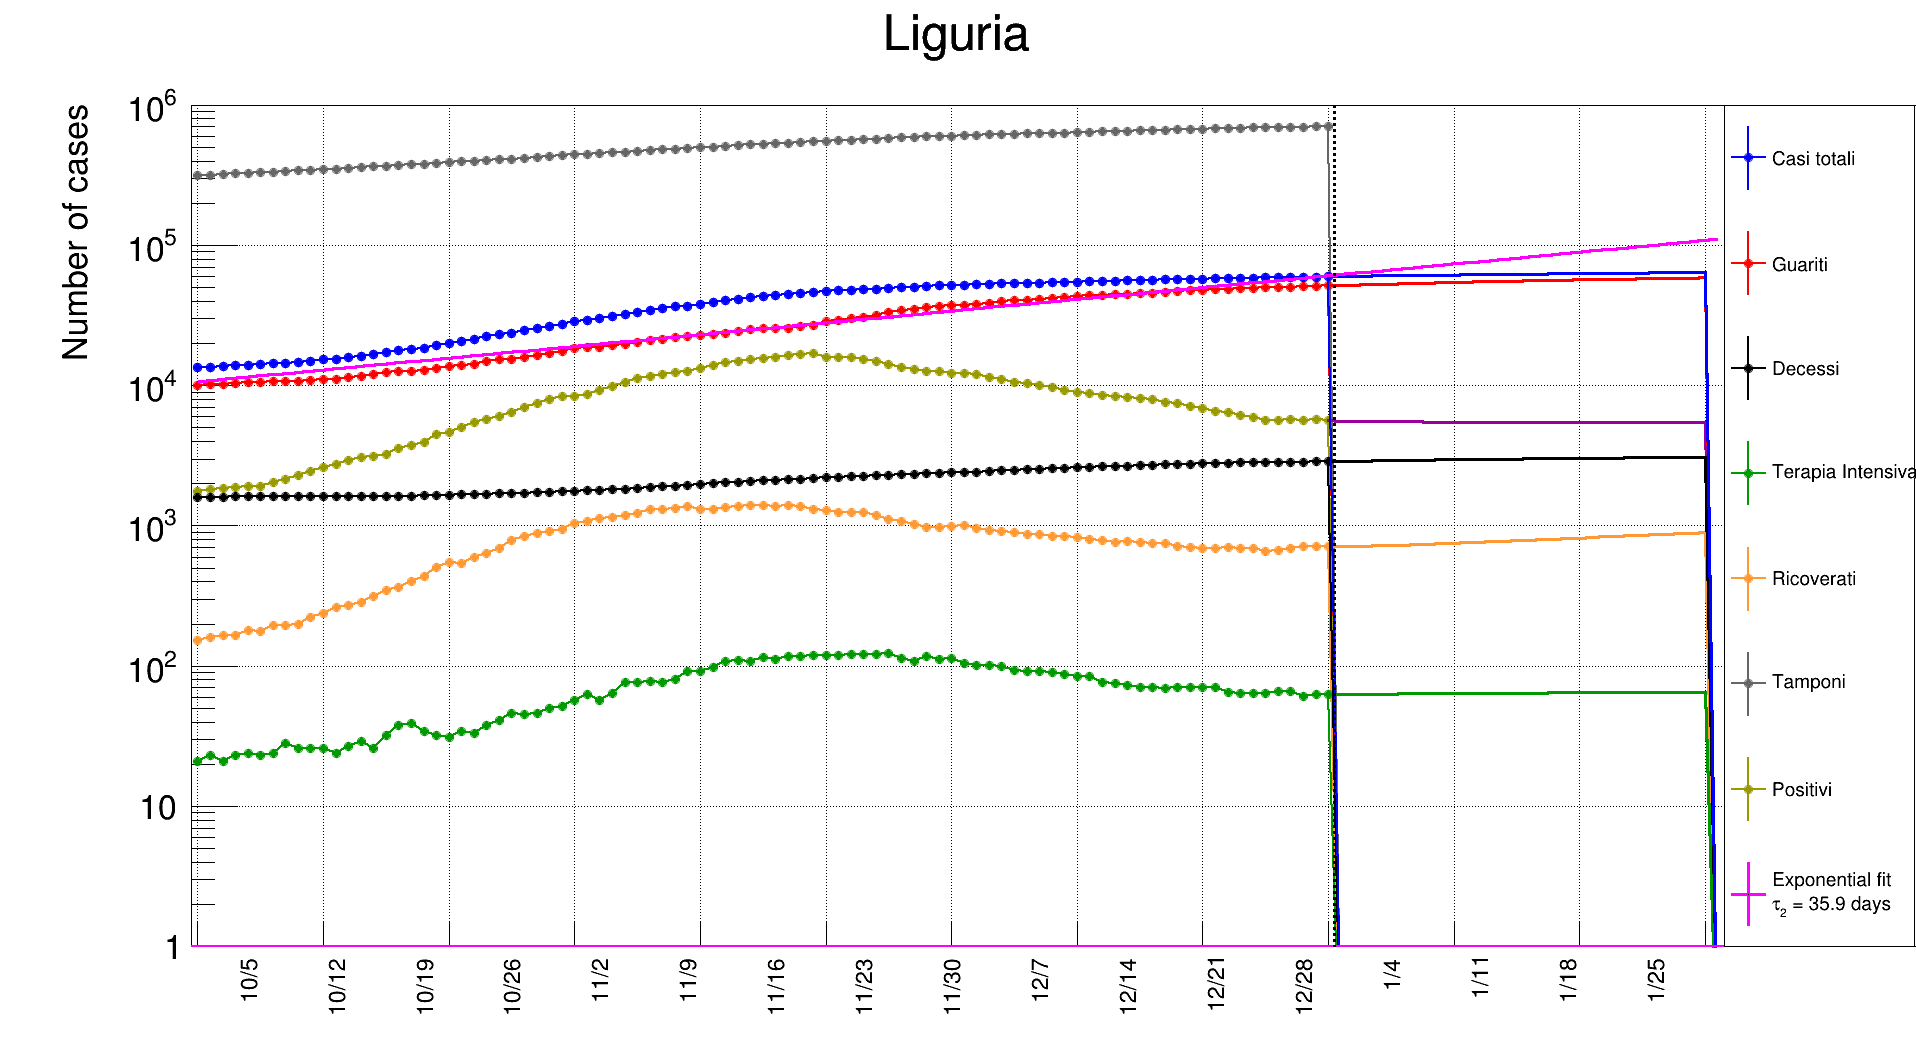 Liguria
Number of cases
10^6
10^5
10^4
10^3
10^2
10
1
10/5
10/12
10/19
10/26
11/2
11/9
11/16
11/23
11/30
12/7
12/14
12/21
12/28
1/4
1/11
1/18
1/25
Casi totali
Guariti
Decessi
Terapia Intensiva
Ricoverati
Tamponi
Positivi
Exponential fit
τ₂ = 35.9 days